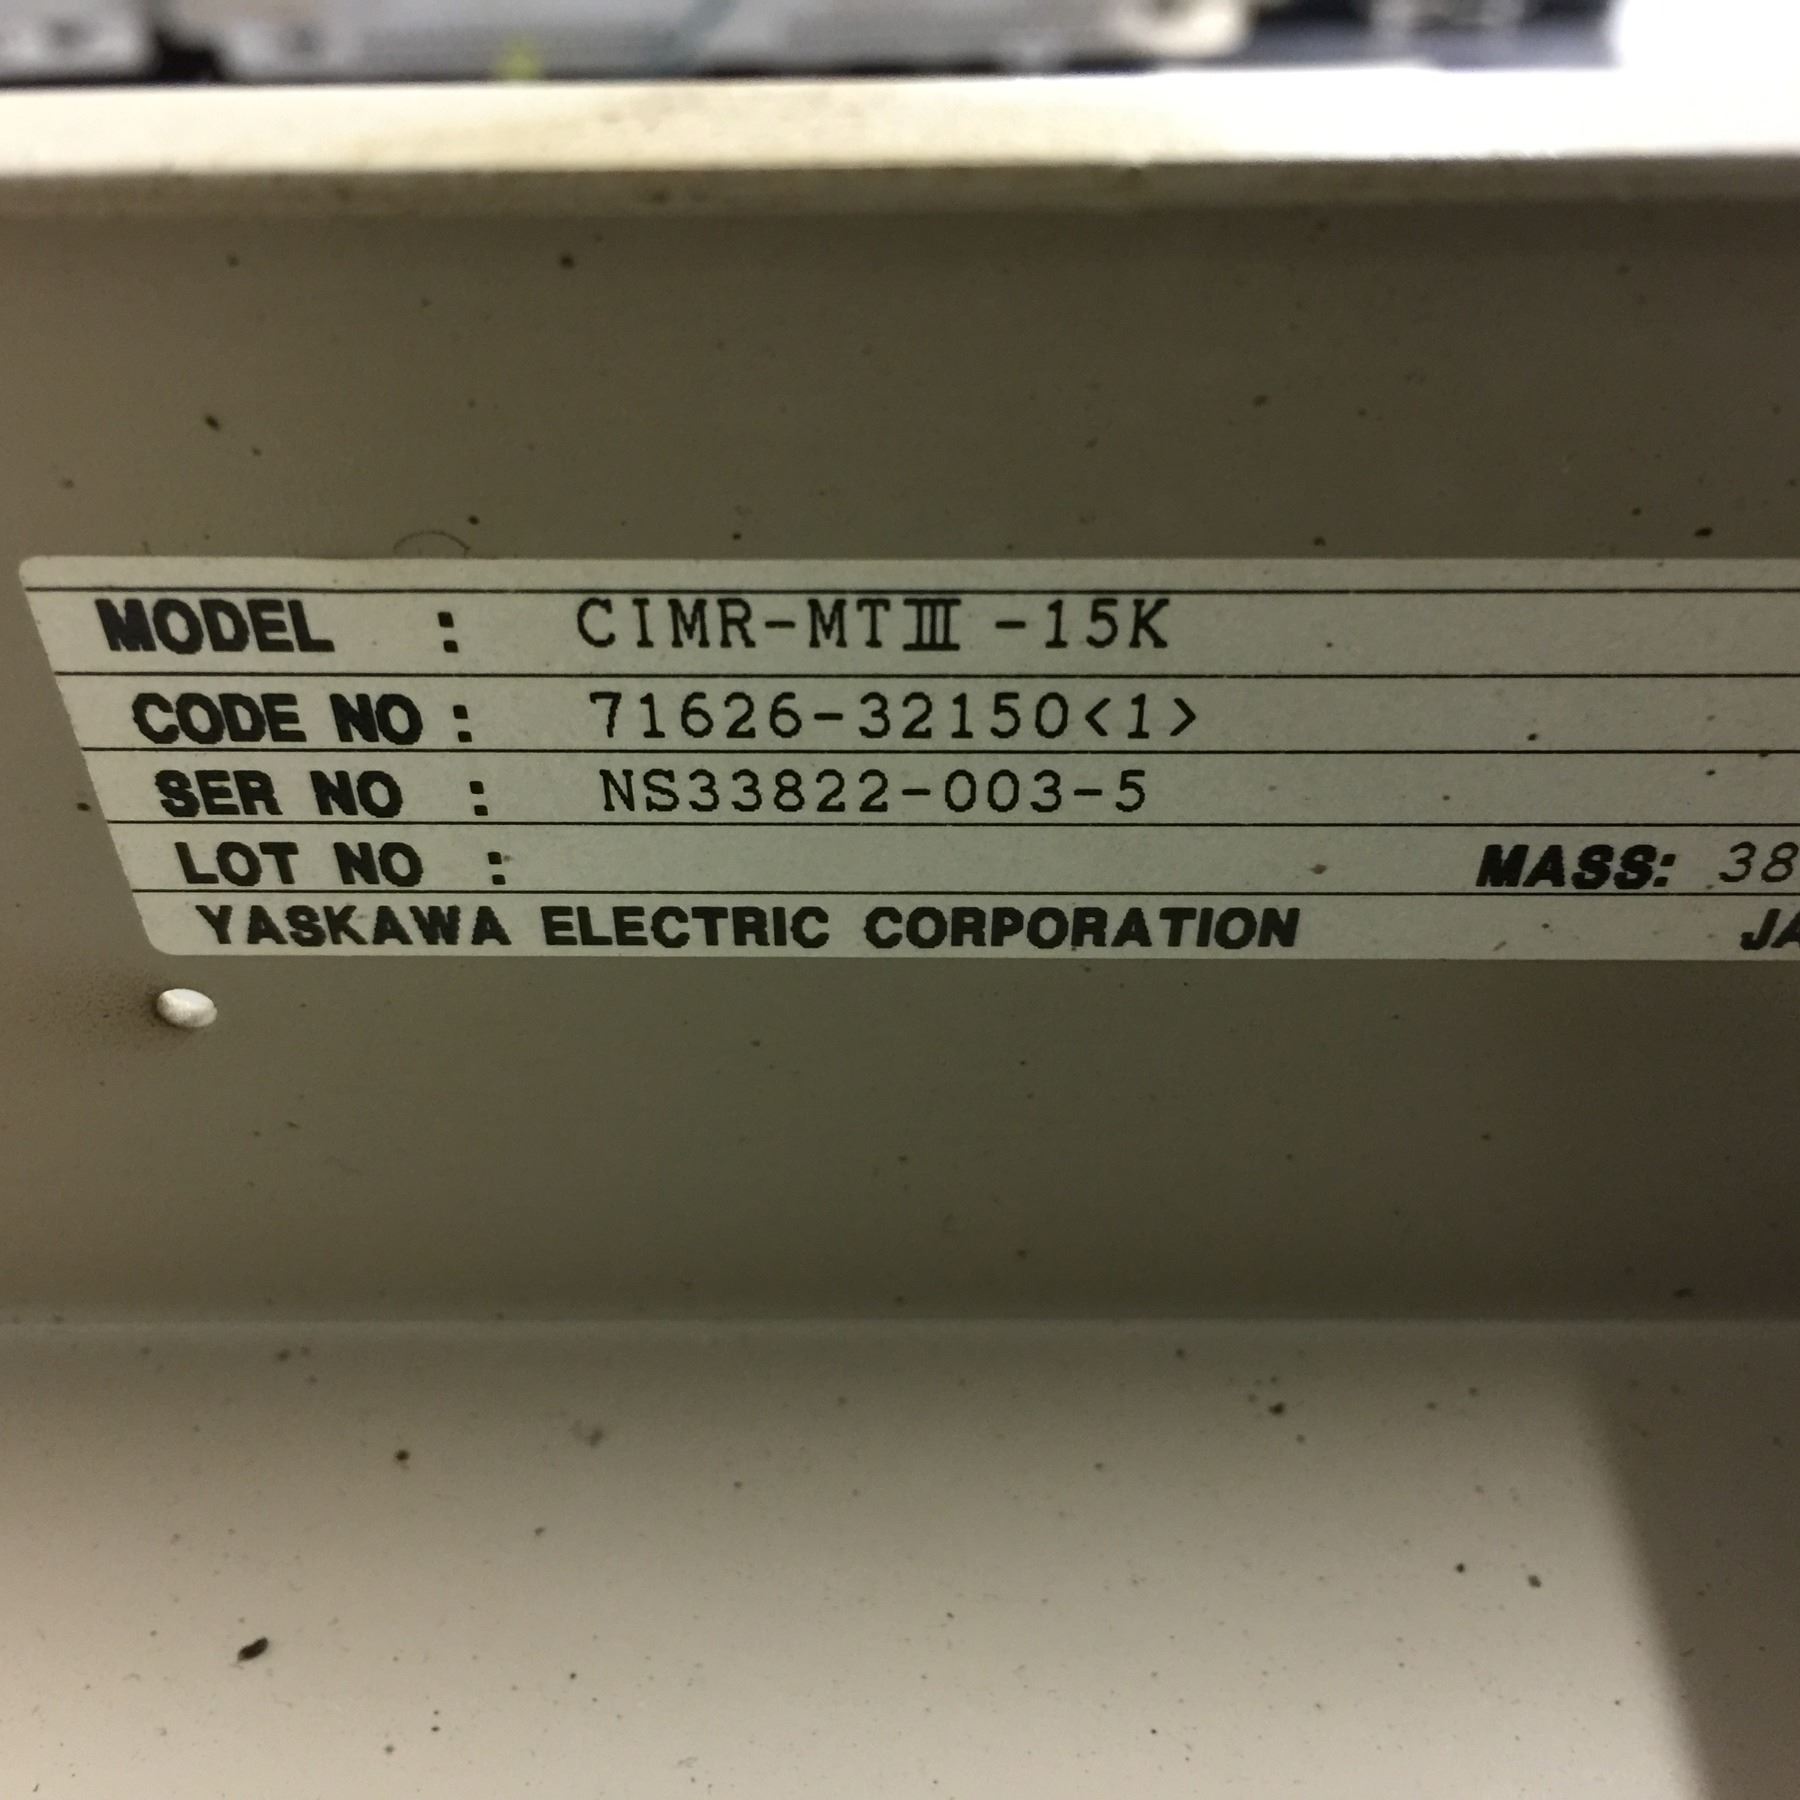 MODEL : CIMR-MTⅢ-15K
CODE NO : 71626-32150<1>
SER NO : NS33822-003-5
LOT NO : MASS: 38
YASKAWA ELECTRIC CORPORATION JA